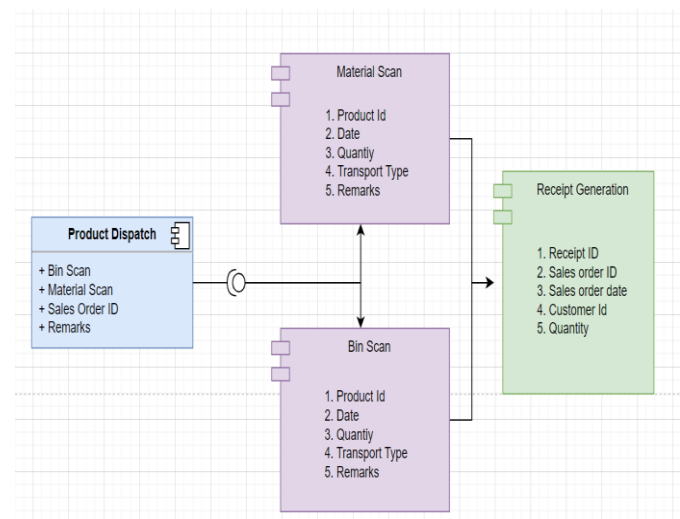 Material Scan
1. Product Id
2. Date
3. Quantiy
4. Transport Type
5. Remarks
Product Dispatch
+ Bin Scan
+ Material Scan
+ Sales Order ID
+ Remarks
Bin Scan
1. Product Id
2. Date
3. Quantiy
4. Transport Type
5. Remarks
Receipt Generation
1. Receipt ID
2. Sales order ID
3. Sales order date
4. Customer Id
5. Quantity